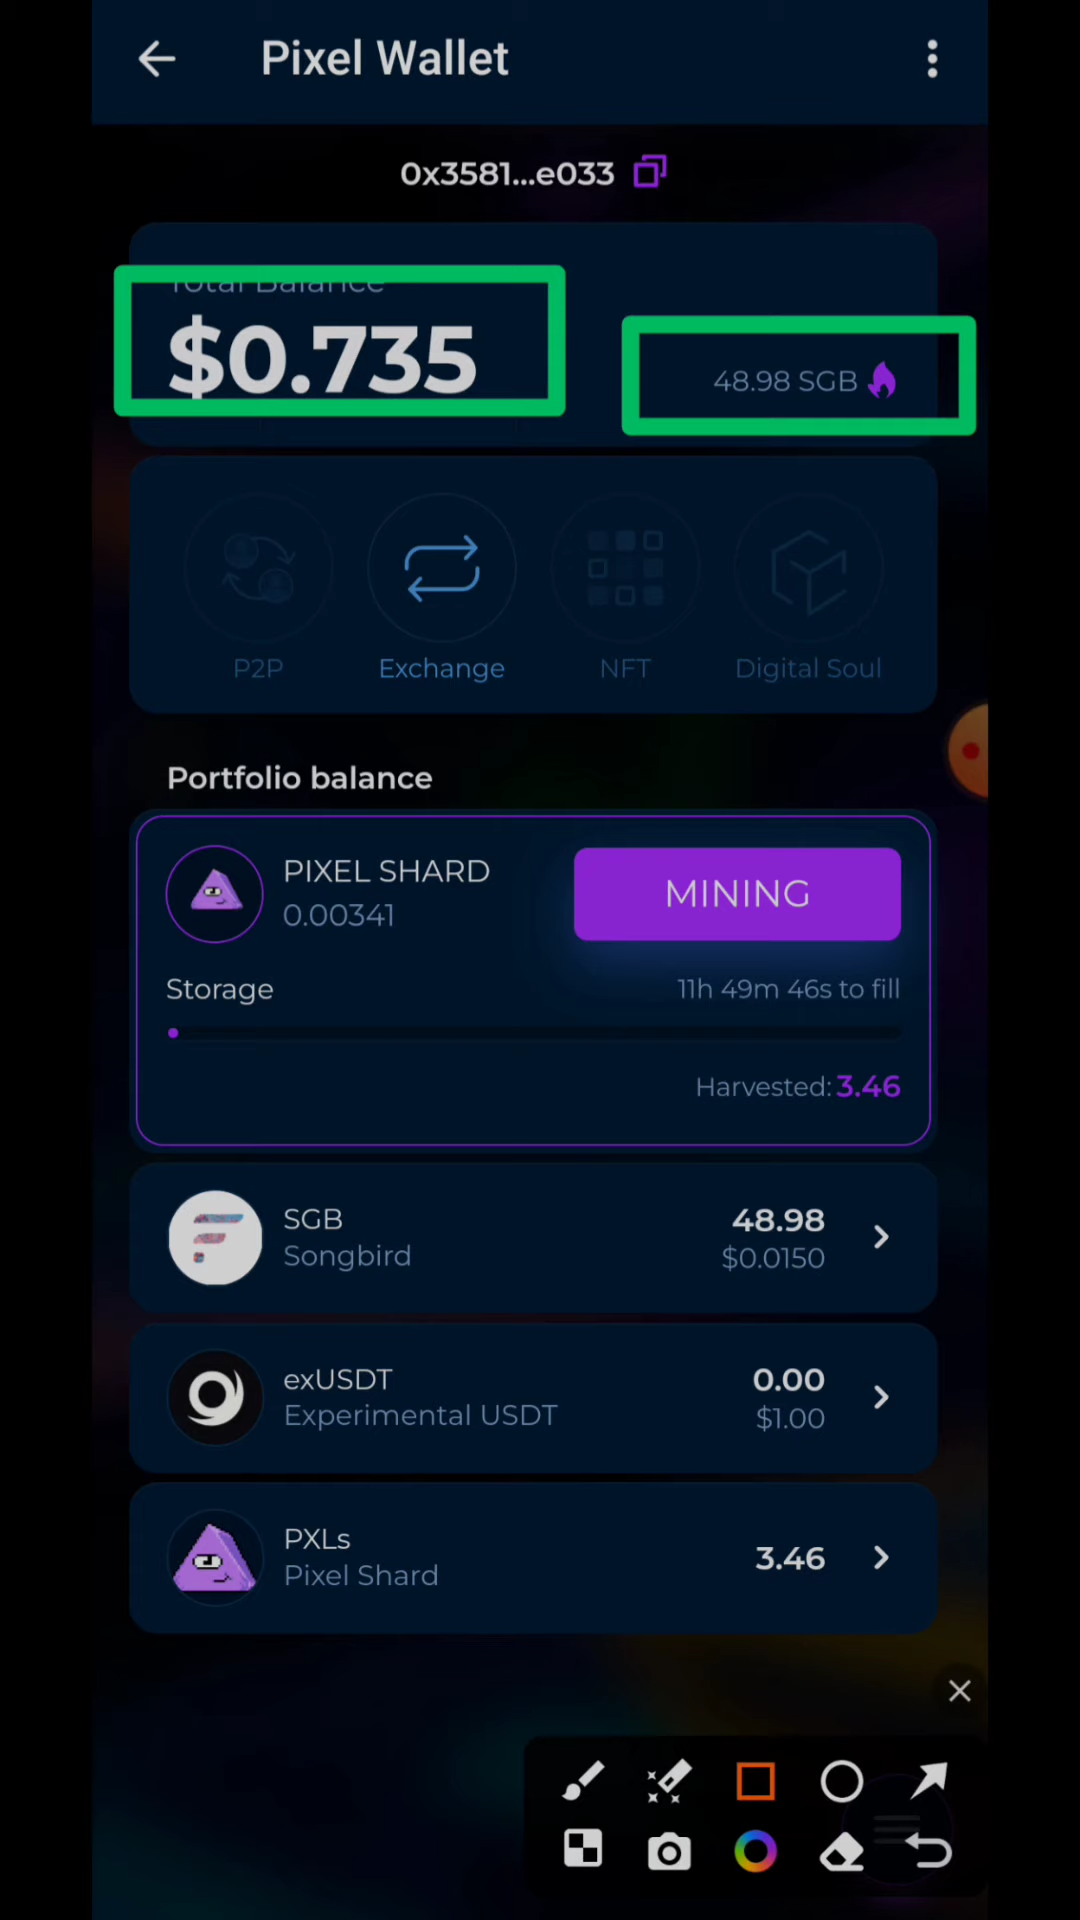 Pixel Wallet
0x3581...e033
Total Balance
$0.735
48.98 SGB
P2P
Exchange
NFT
Digital Soul
Portfolio balance
PIXEL SHARD
0.00341
MINING
Storage
11h 49m 46s to fill
Harvested: 3.46
SGB
48.98
Songbird
$0.0150
exUSDT
0.00
Experimental USDT
$1.00
PXLs
3.46
Pixel Shard